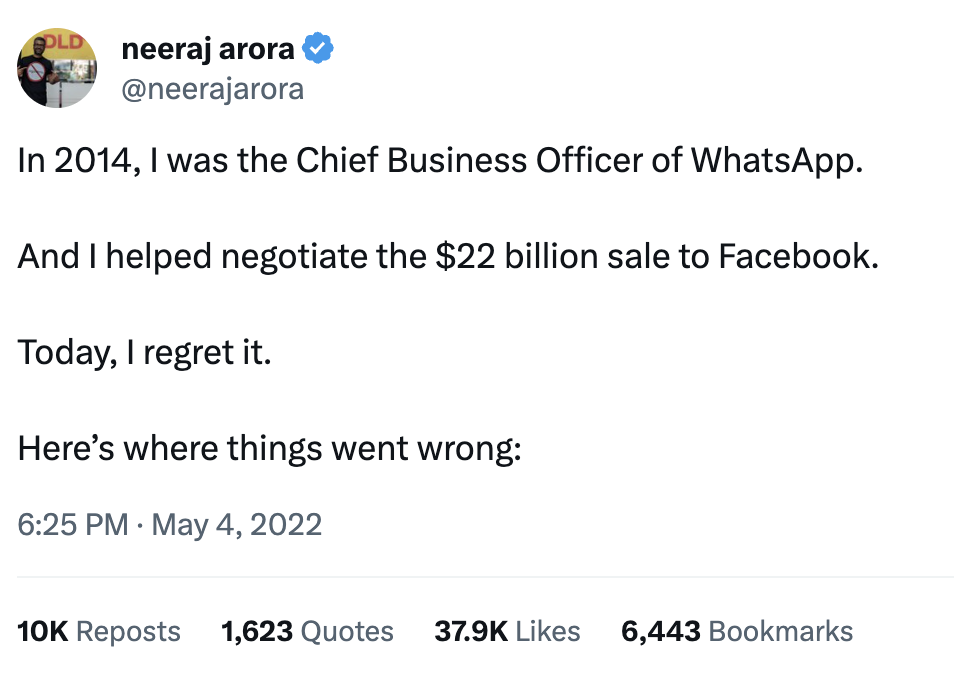 DLD
neeraj arora
@neerajarora
In 2014, I was the Chief Business Officer of WhatsApp.
And I helped negotiate the $22 billion sale to Facebook.
Today, I regret it.
Here’s where things went wrong:
6:25 PM · May 4, 2022
10K Reposts 1,623 Quotes 37.9K Likes 6,443 Bookmarks